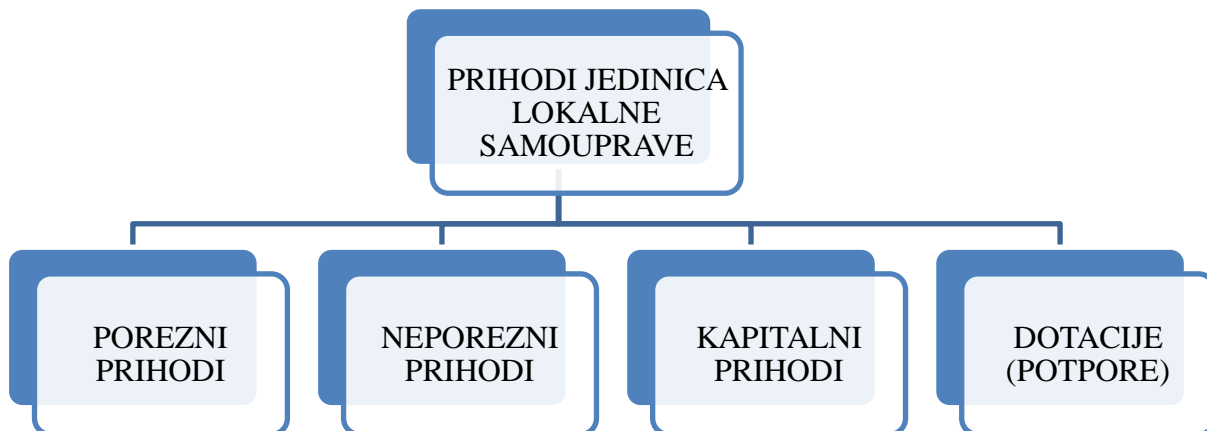 PRIHODI JEDINICA
LOKALNE
SAMOUPRAVE
POREZNI
PRIHODI
NEPOREZNI
PRIHODI
KAPITALNI
PRIHODI
DOTACIJE
(POTPORE)